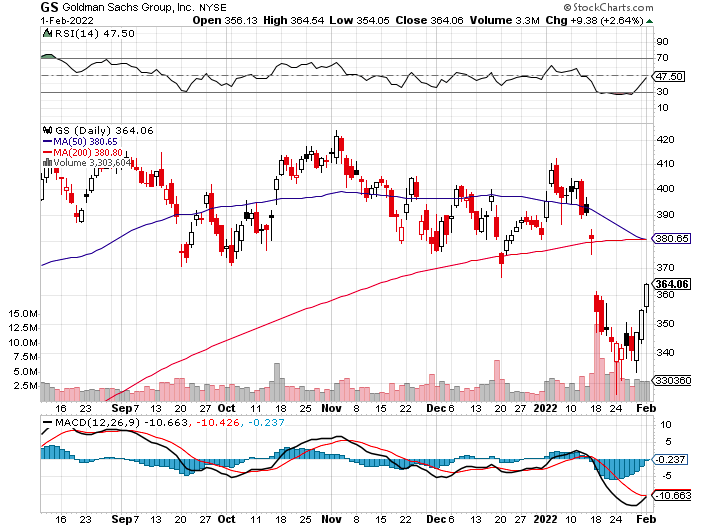 GS Goldman Sachs Group, Inc. NYSE
© StockCharts.com
1-Feb-2022
Open 356.13 High 364.54 Low 354.05 Close 364.06 Volume 3.3M Chg +9.38 (+2.64%)
RSI(14) 47.50
90
70
47.50
30
10
GS (Daily) 364.06
MA(50) 380.65
MA(200) 380.80
Volume 3,303,604
420
410
400
390
380.65
370
364.06
360
350
340
330360
15.0M
12.5M
10.0M
7.5M
5.0M
2.5M
16 23 Sep 7 13 20 27 Oct 11 18 25 Nov 8 15 22 Dec 6 13 20 27 2022 10 18 24 Feb
MACD(12,26,9) -10.663, -10.426, -0.237
10
5
-0.237
-5
-10.663
16 23 Sep 7 13 20 27 Oct 11 18 25 Nov 8 15 22 Dec 6 13 20 27 2022 10 18 24 Feb